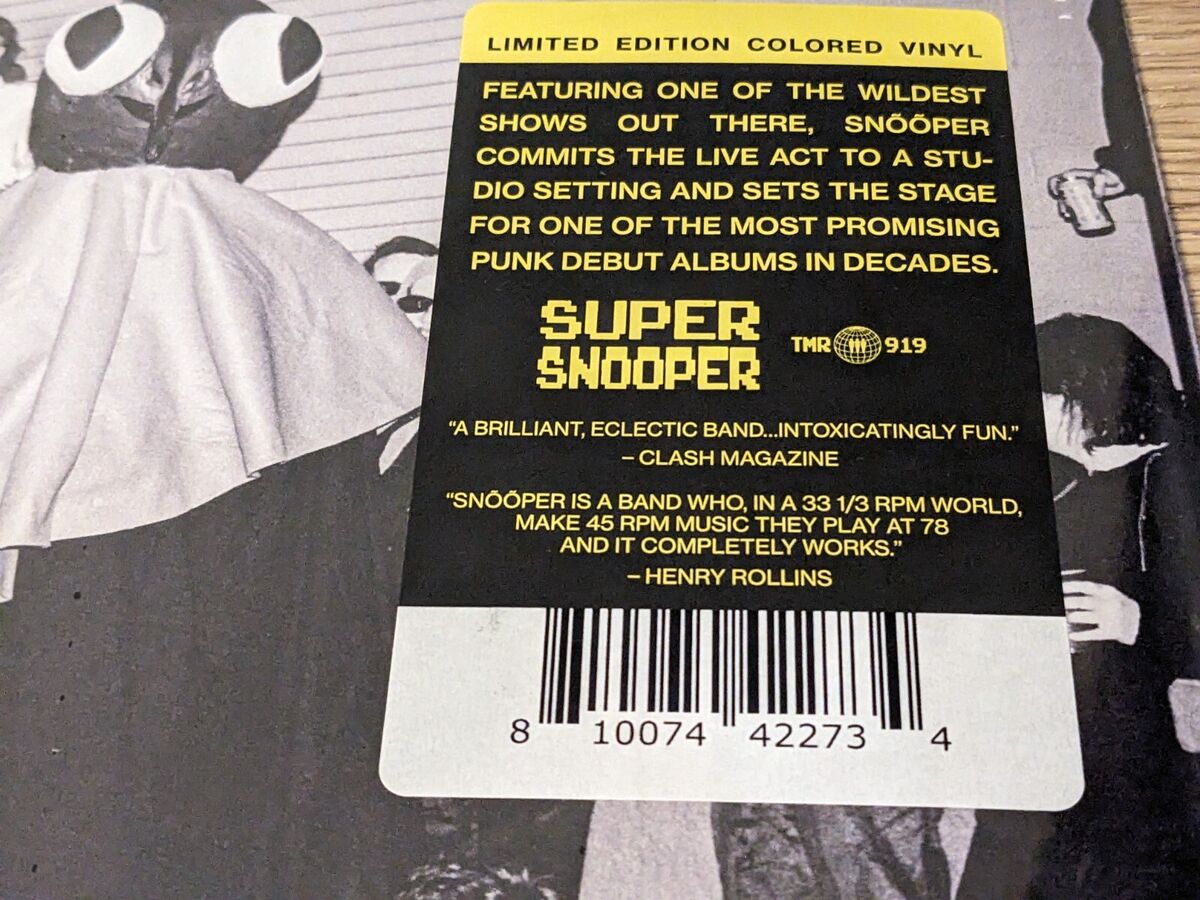 LIMITED EDITION COLORED VINYL
FEATURING ONE OF THE WILDEST
SHOWS OUT THERE, SNÕÕPER
COMMITS THE LIVE ACT TO A STU-
DIO SETTING AND SETS THE STAGE
FOR ONE OF THE MOST PROMISING
PUNK DEBUT ALBUMS IN DECADES.
SUPER
SNOOPER
TMR 919
“A BRILLIANT, ECLECTIC BAND...INTOXICATINGLY FUN.”
– CLASH MAGAZINE
“SNÕÕPER IS A BAND WHO, IN A 33 1/3 RPM WORLD,
MAKE 45 RPM MUSIC THEY PLAY AT 78
AND IT COMPLETELY WORKS.”
– HENRY ROLLINS
8 10074 42273 4